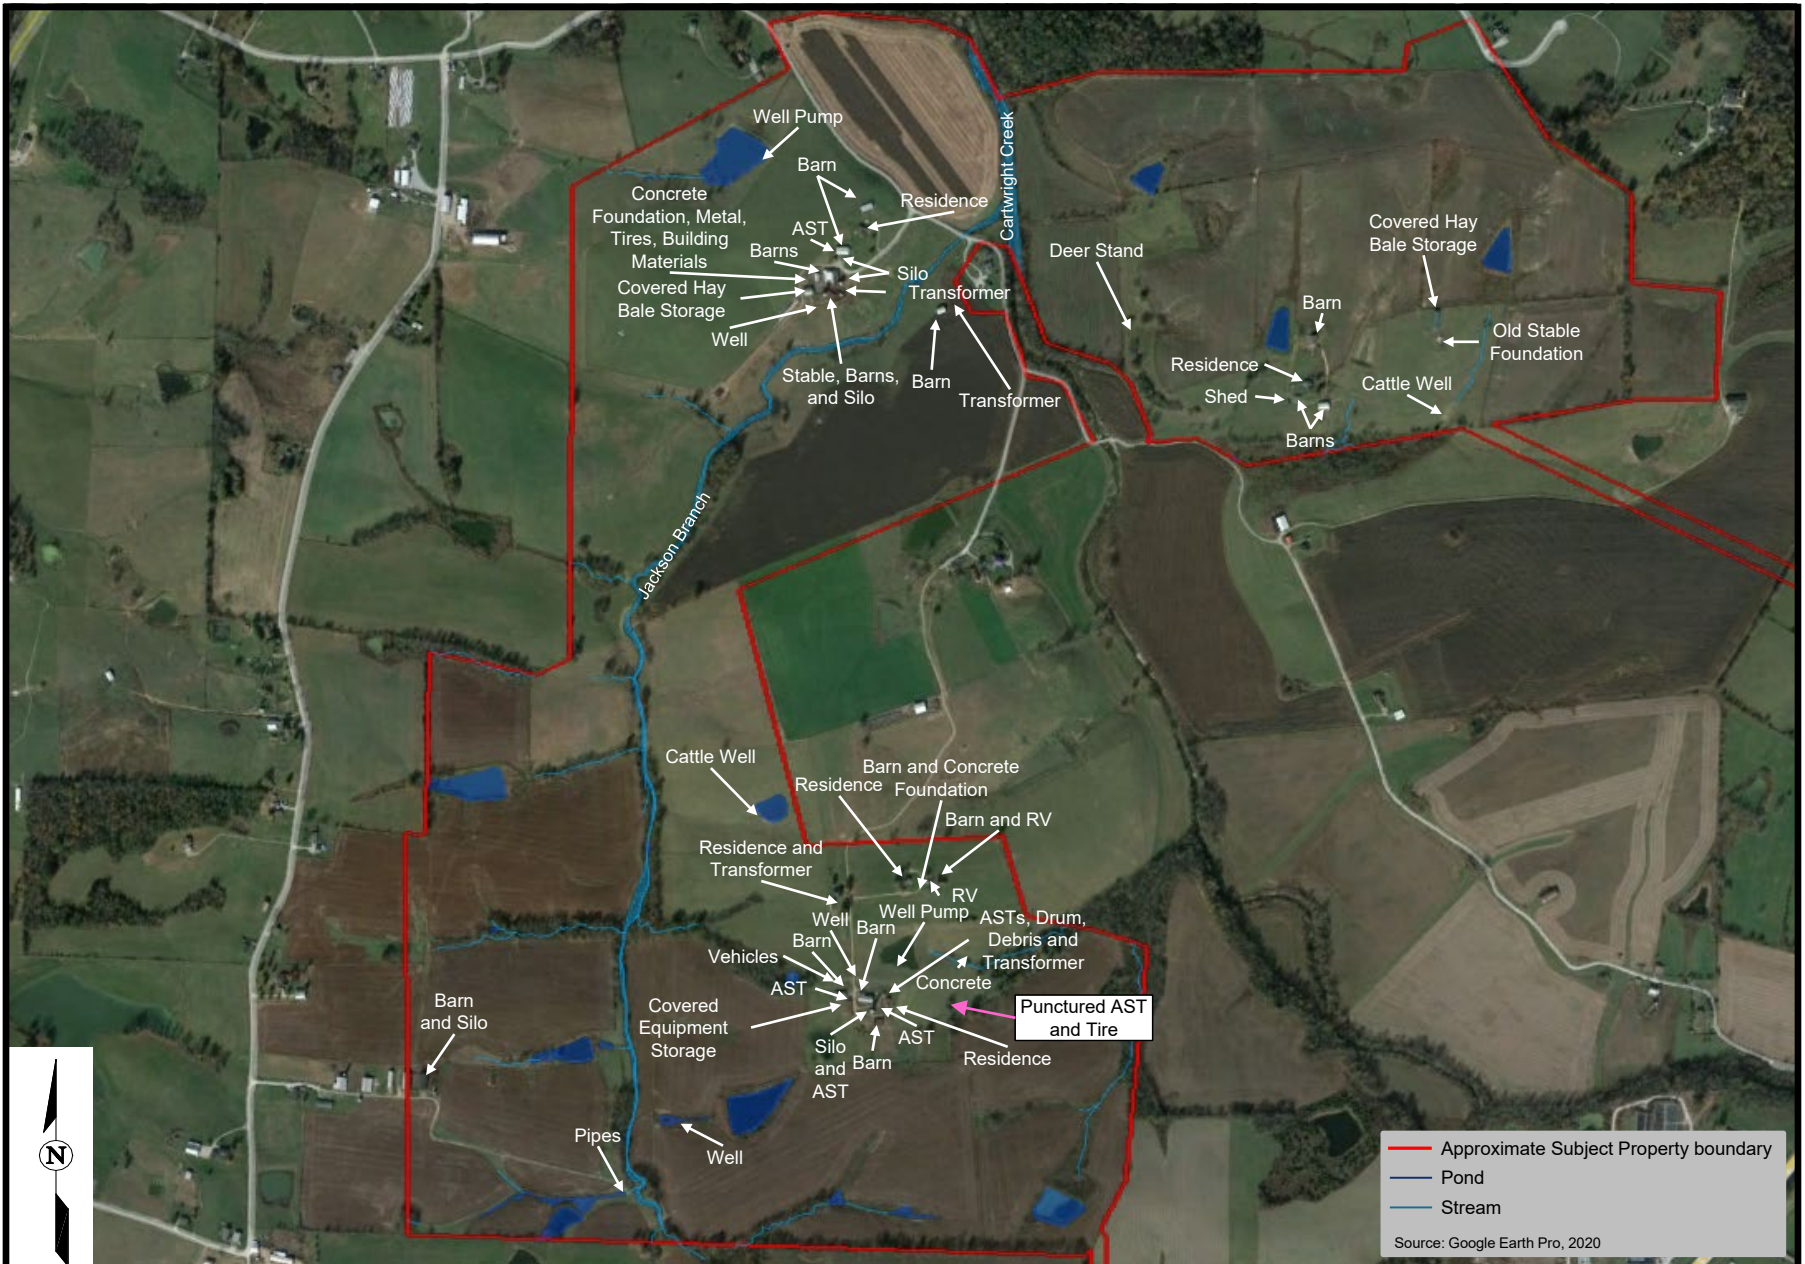 Well Pump
Barn
Concrete
Foundation, Metal,
Tires, Building
Materials
Residence
AST
Barns
Silo
Covered Hay
Bale Storage
Transformer
Well
Stable, Barns,
and Silo
Barn
Transformer
Cartwright Creek
Deer Stand
Covered Hay
Bale Storage
Barn
Old Stable
Foundation
Residence
Cattle Well
Shed
Barns
Jackson Branch
Cattle Well
Residence
Barn and Concrete
Foundation
Barn and RV
Residence and
Transformer
RV
Well
Well Pump
ASTs, Drum,
Debris and
Transformer
Barn
Barn
Vehicles
AST
Concrete
Covered
Equipment
Storage
Punctured AST
and Tire
Barn
and Silo
Silo
and
AST
Barn
AST
Residence
Pipes
Well
N
Approximate Subject Property boundary
Pond
Stream
Source: Google Earth Pro, 2020